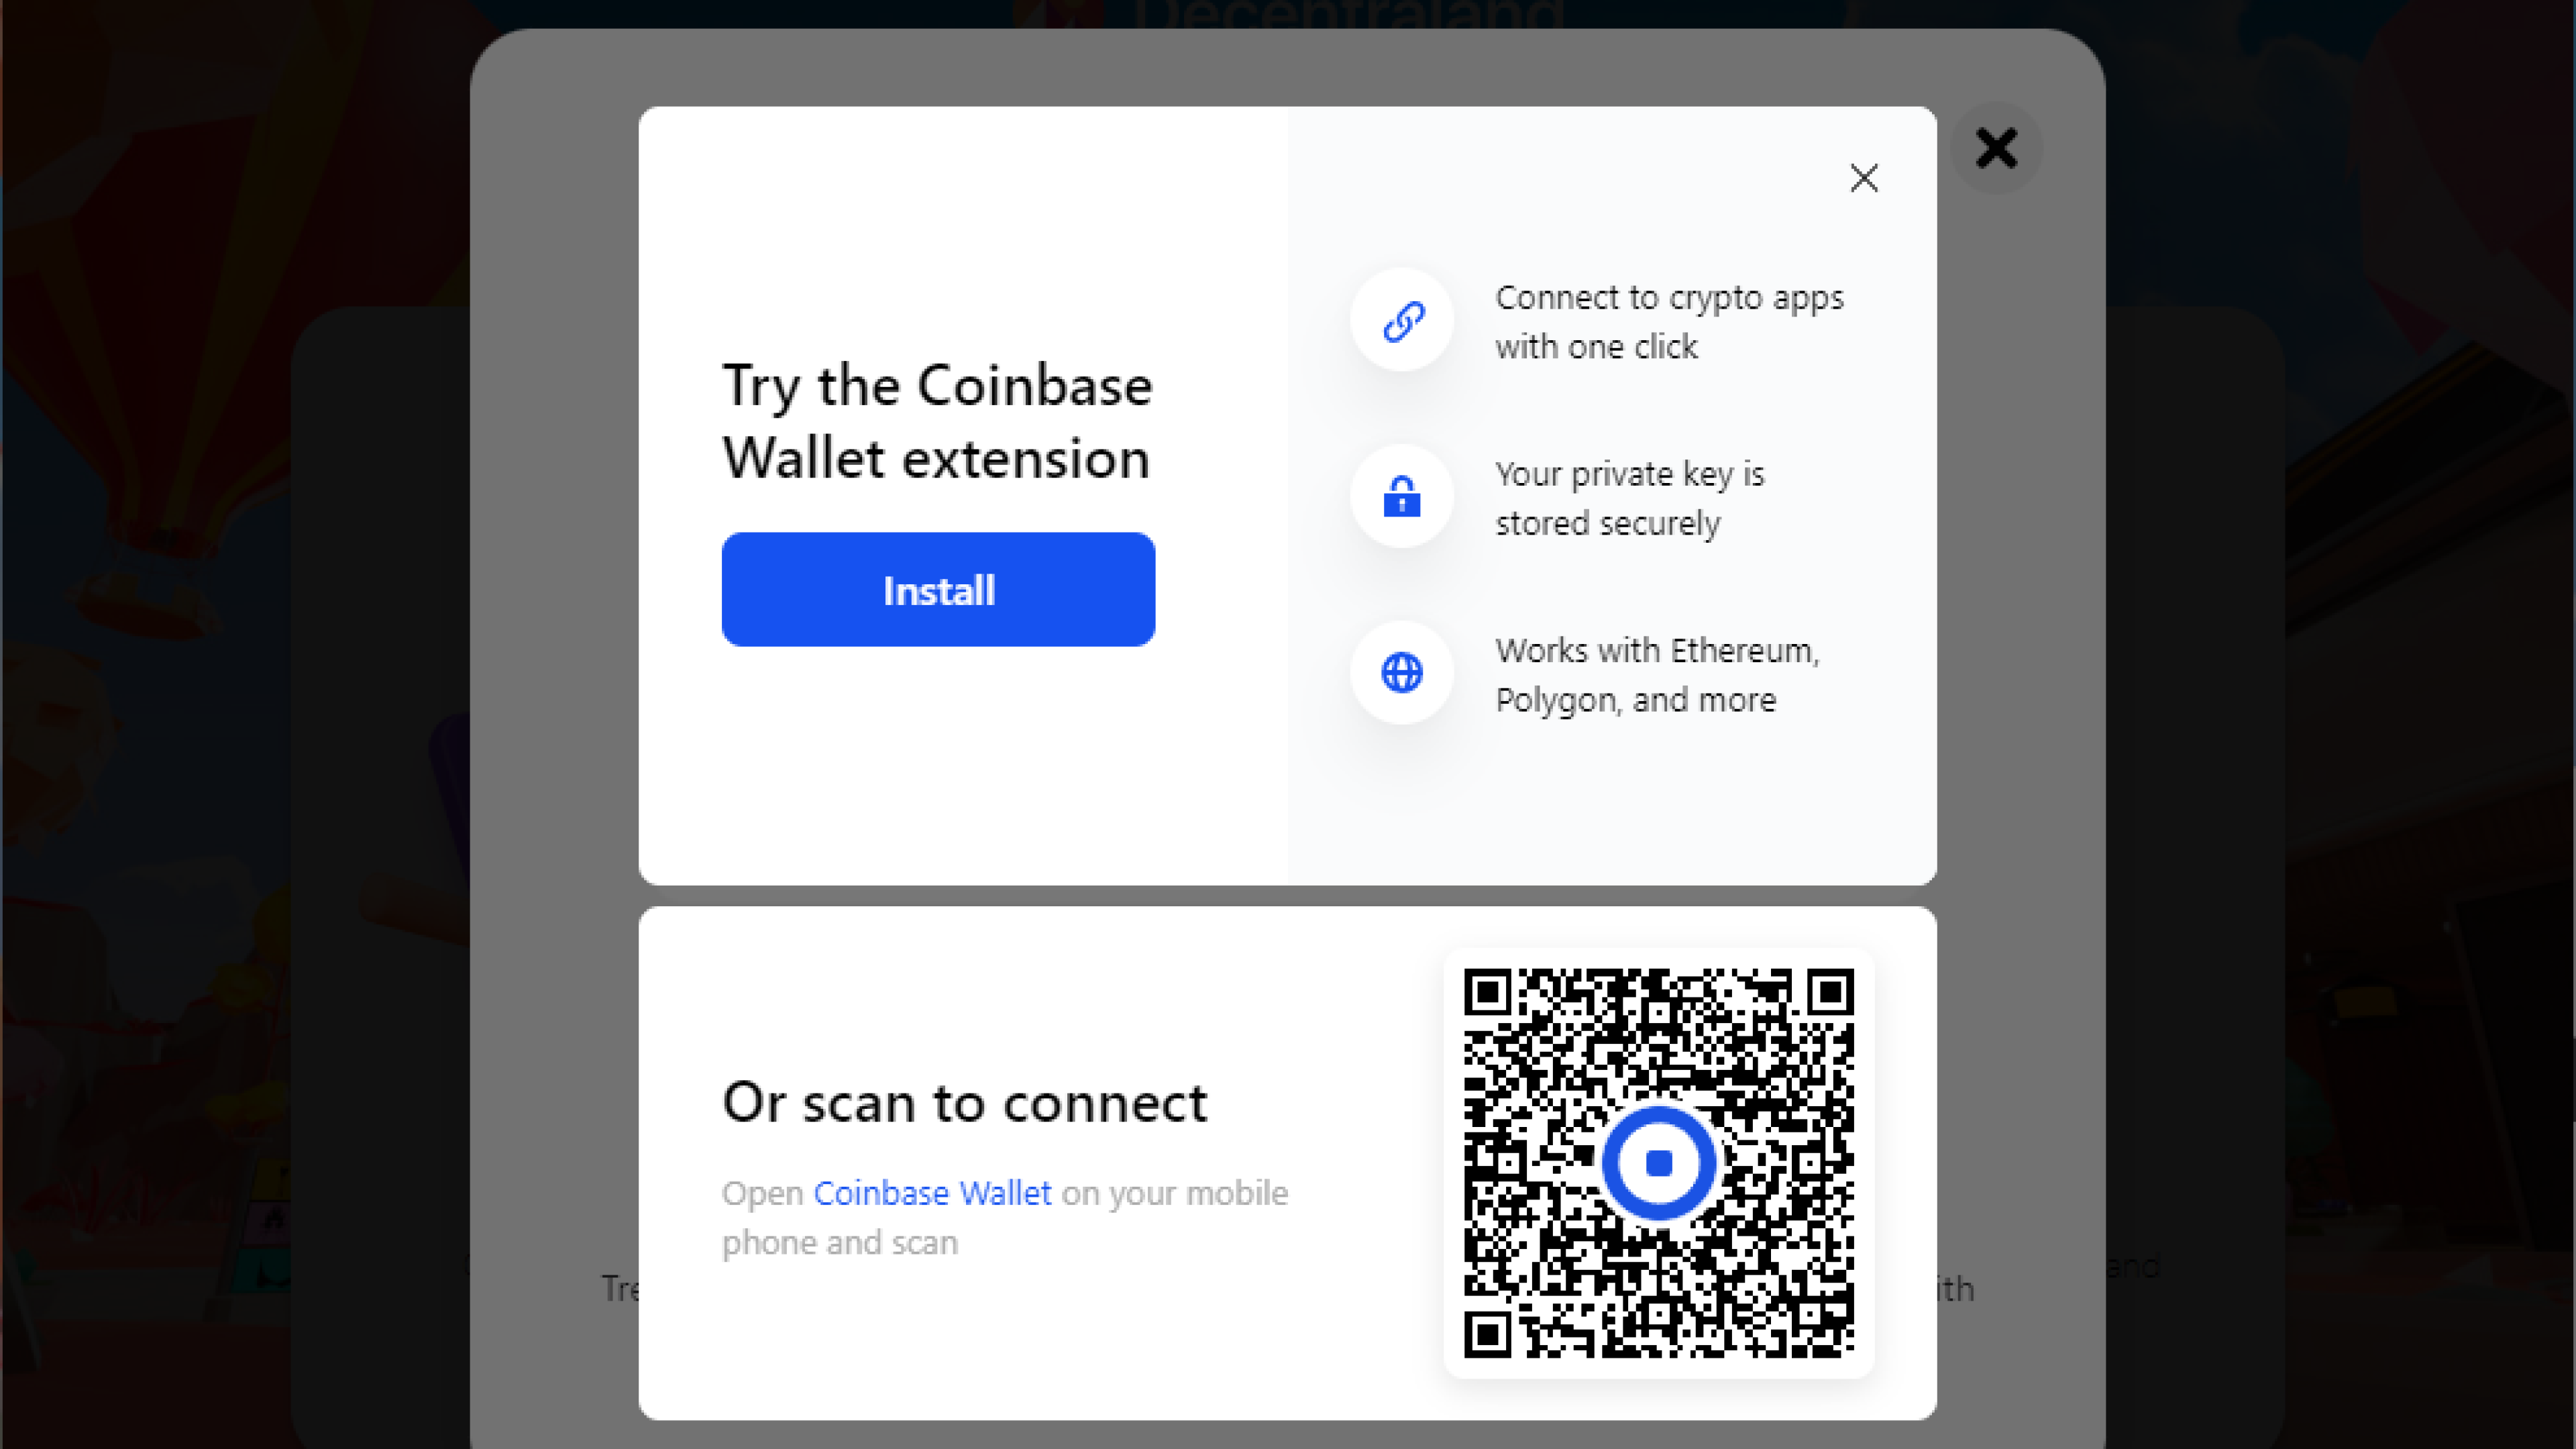 Decentraland
Try the Coinbase
Wallet extension
Install
Connect to crypto apps
with one click
Your private key is
stored securely
Works with Ethereum,
Polygon, and more
Or scan to connect
Open Coinbase Wallet on your mobile
phone and scan
and